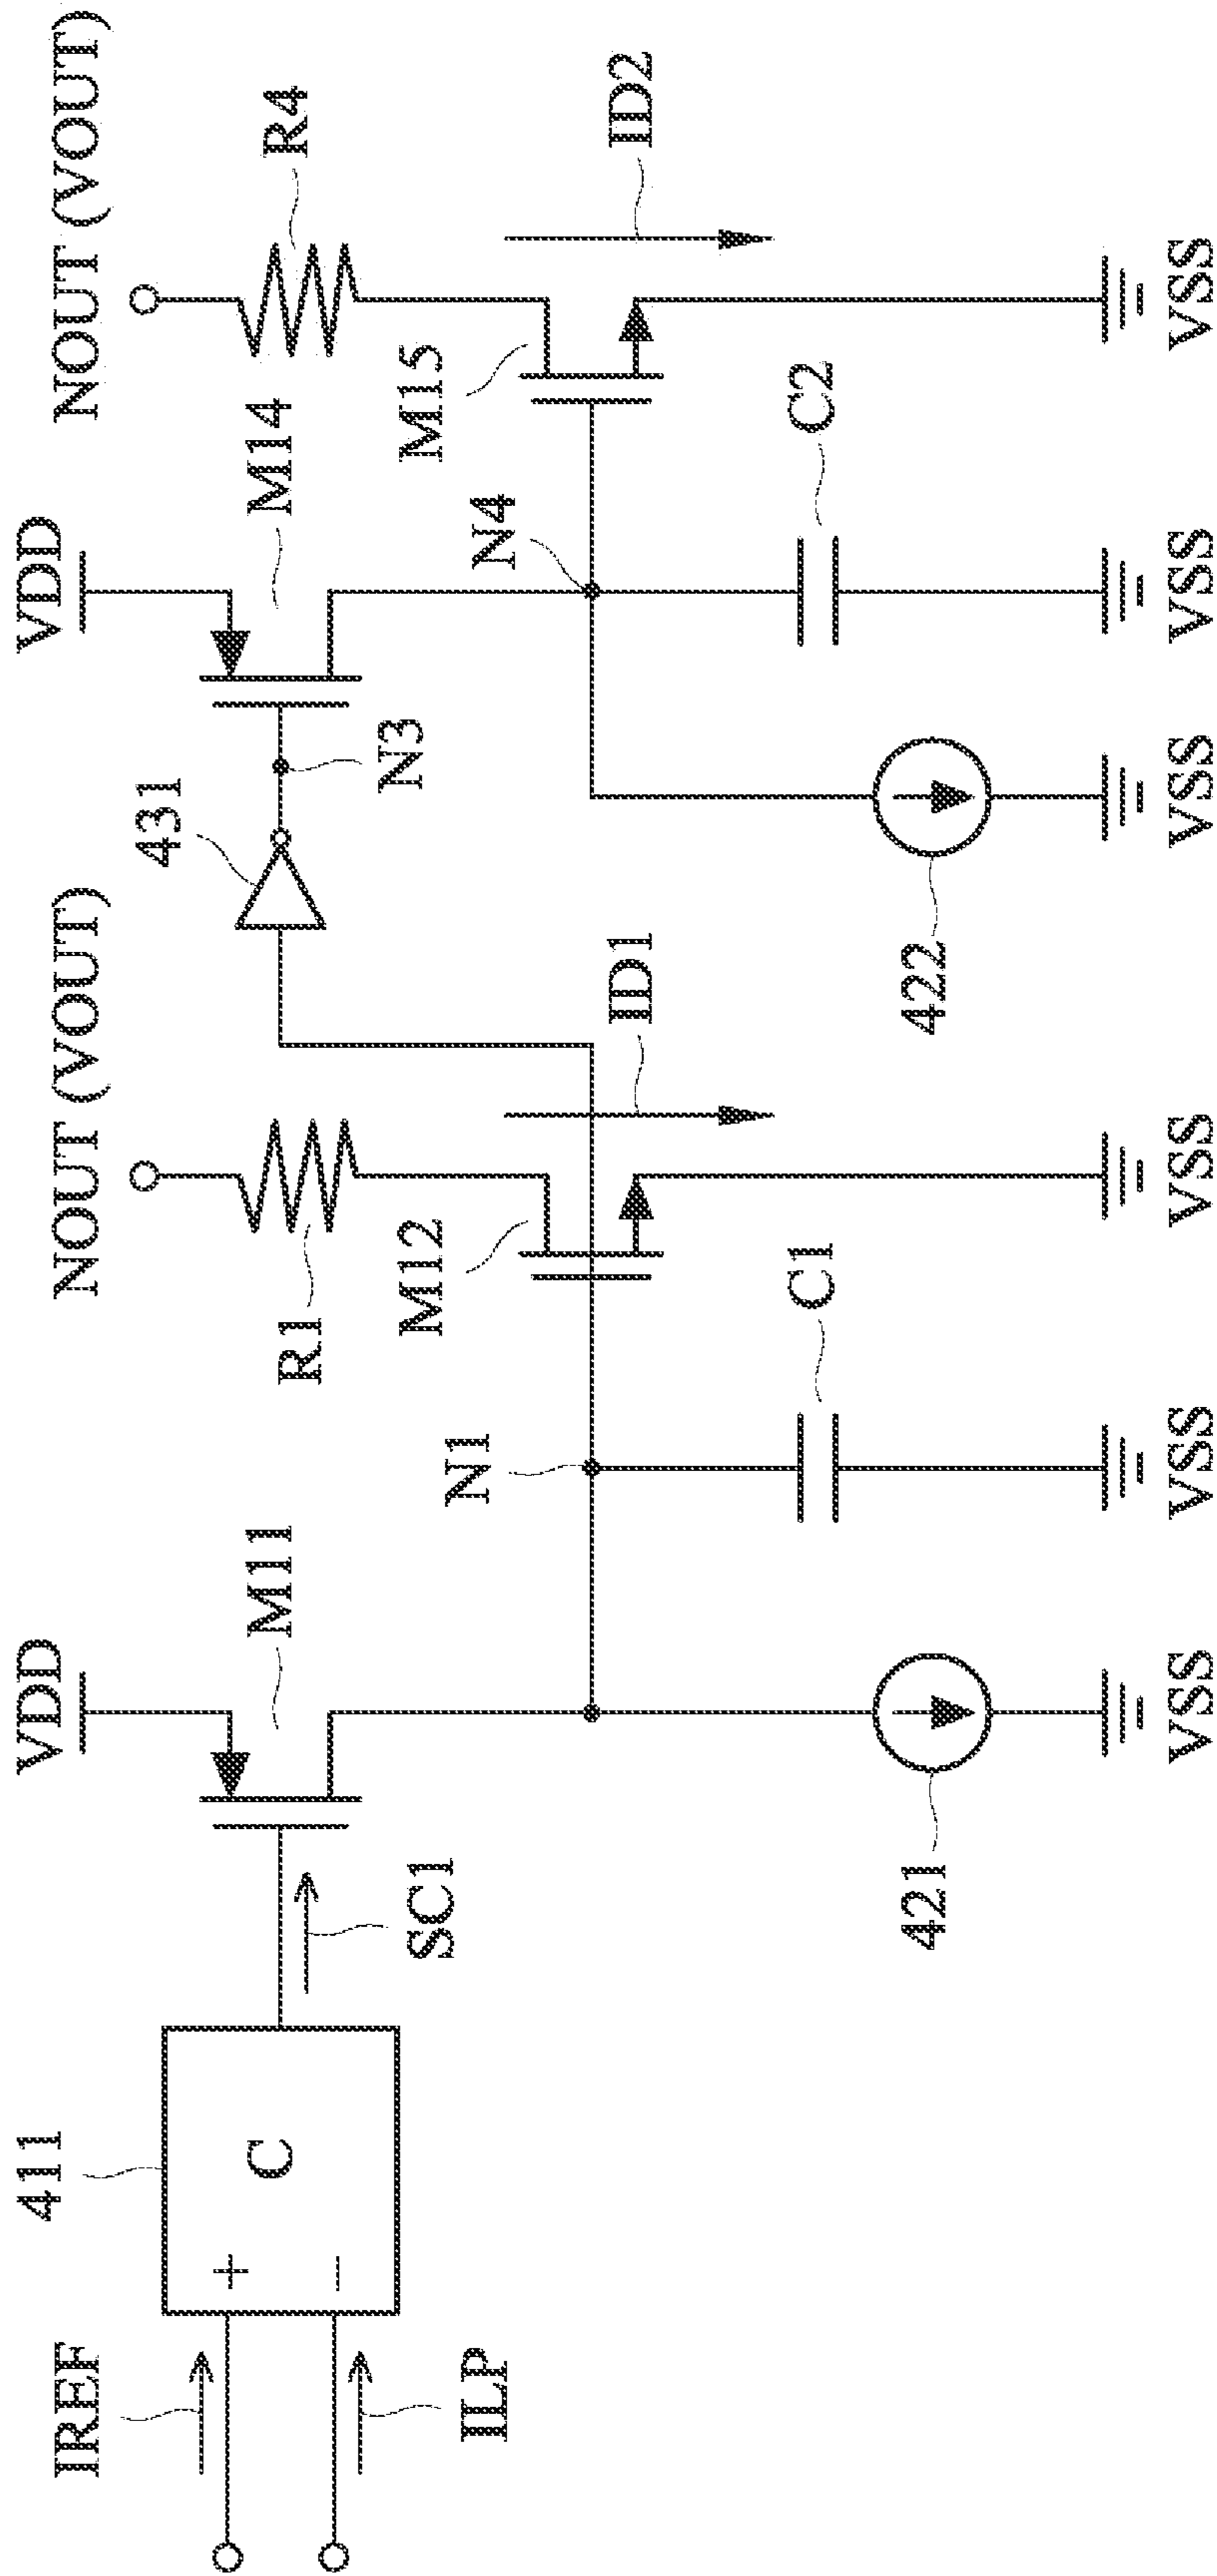 NOUT (VOUT)
NOUT (VOUT)
VDD
VDD
411
431
IREF
C
+
−
M11
R1
M14
R4
SC1
N3
ILP
N1
M12
N4
M15
ID1
ID2
C1
C2
421
422
VSS
VSS
VSS
VSS
VSS
VSS